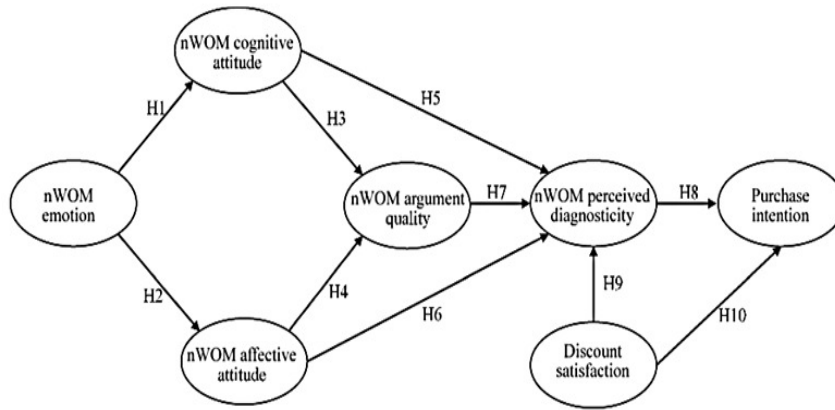 nWOM cognitive
attitude
H1
H3
H5
nWOM
emotion
nWOM argument
quality
H7
nWOM perceived
diagnosticity
H8
Purchase
intention
H2
H4
H6
H9
H10
nWOM affective
attitude
Discount
satisfaction